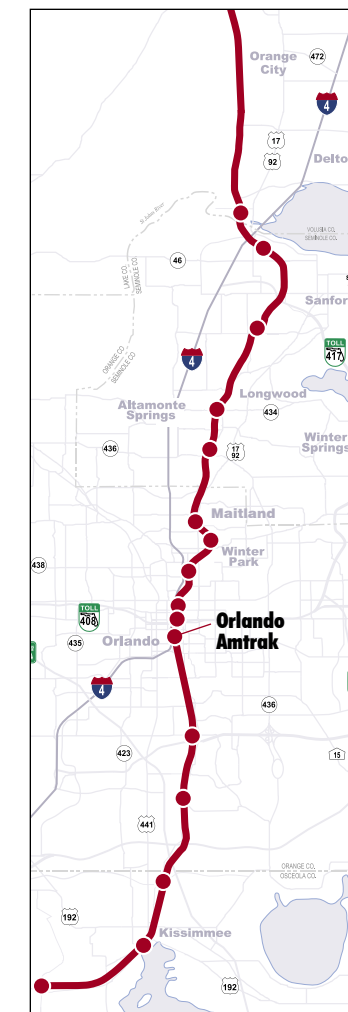 Orange
City
472
4
17
92
Delto
St. Johns River
VOLUSIA CO.
SEMINOLE CO.
46
LAKE CO.
SEMINOLE CO.
Sanfor
ORANGE CO.
SEMINOLE CO.
TOLL
417
4
Longwood
Altamonte
Springs
434
436
17
92
Winter
Springs
Maitland
Winter
Park
438
TOLL
408
Orlando
Amtrak
Orlando
435
4
436
423
15
441
ORANGE CO.
OSCEOLA CO.
192
Kissimmee
192